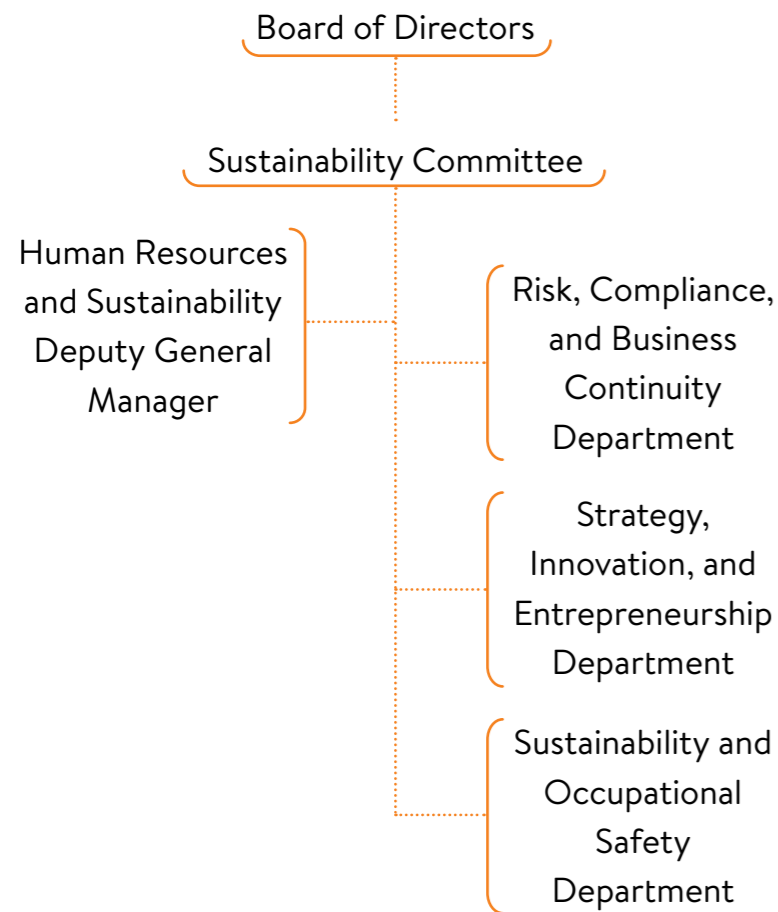 Board of Directors
Sustainability Committee
Human Resources
and Sustainability
Deputy General
Manager
Risk, Compliance,
and Business
Continuity
Department
Strategy,
Innovation, and
Entrepreneurship
Department
Sustainability and
Occupational
Safety
Department